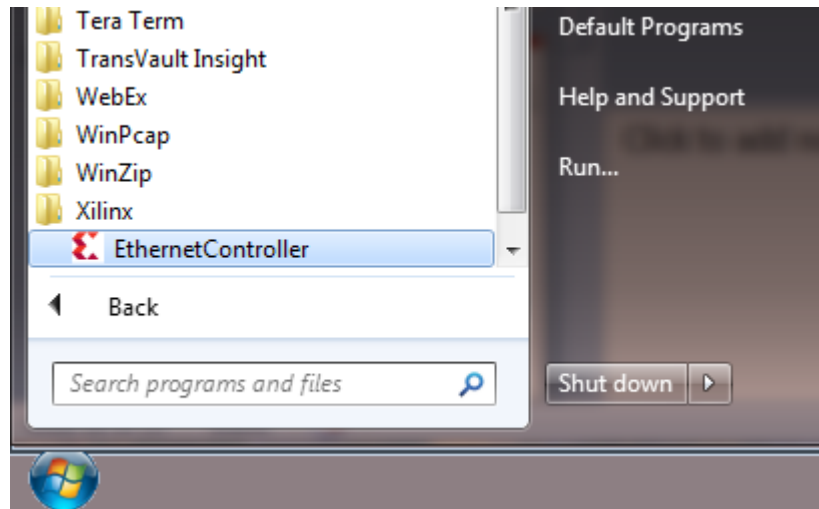 Tera Term
TransVault Insight
WebEx
WinPcap
WinZip
Xilinx
EthernetController
Back
Search programs and files
Default Programs
Help and Support
Run...
Shut down